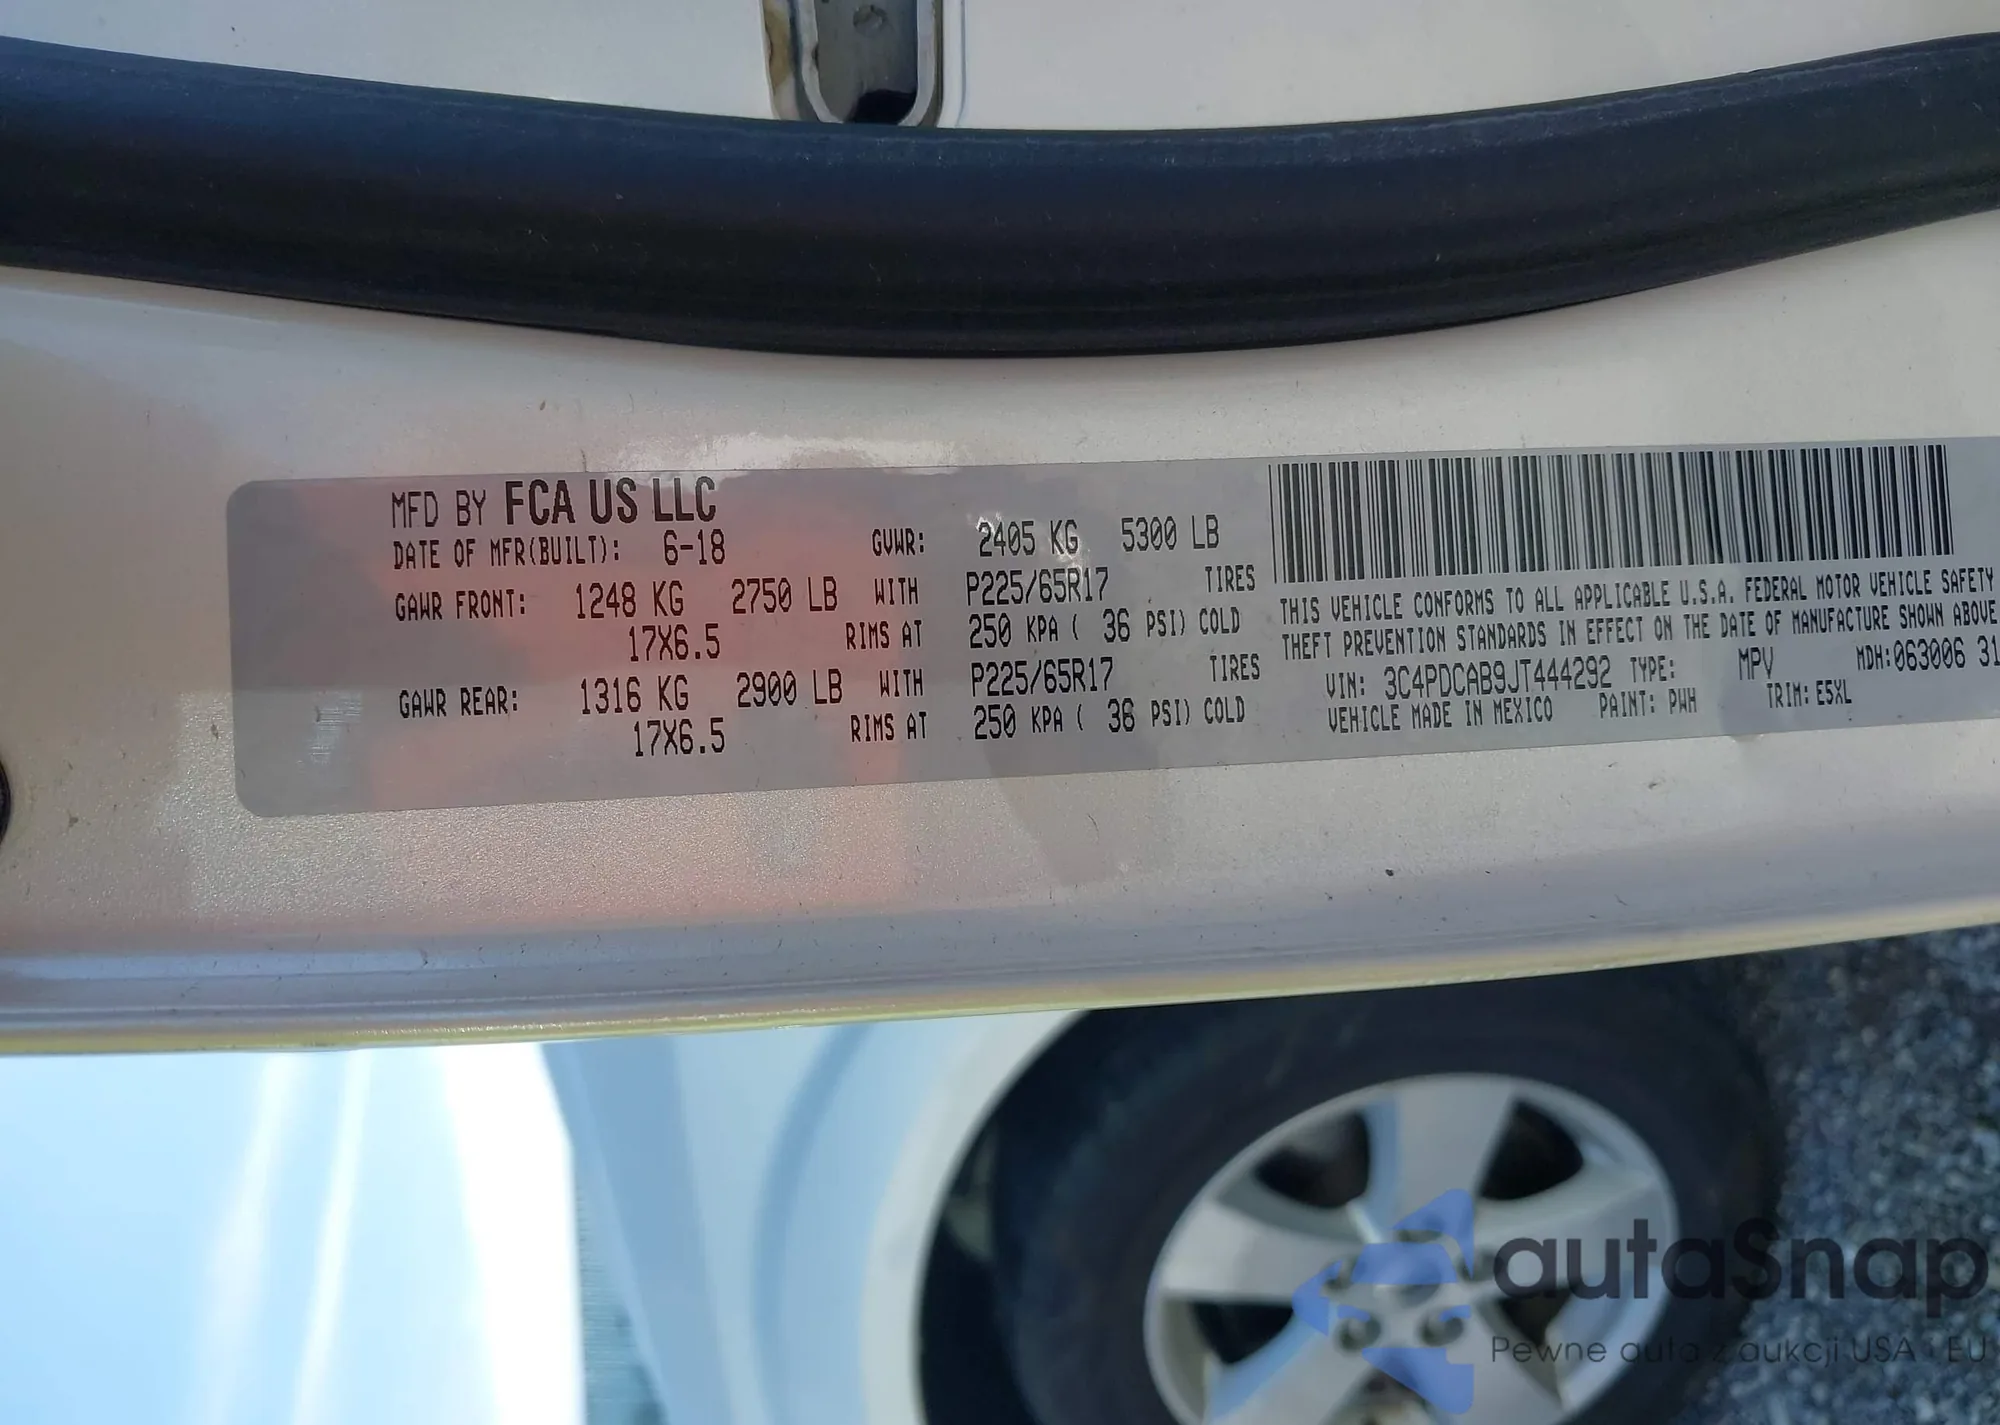 MFD BY FCA US LLC
DATE OF MFR(BUILT): 6-18 GVWR: 2405 KG 5300 LB
GAWR FRONT: 1248 KG 2750 LB WITH P225/65R17 TIRES
17X6.5 RIMS AT 250 KPA ( 36 PSI) COLD
GAWR REAR: 1316 KG 2900 LB WITH P225/65R17 TIRES
17X6.5 RIMS AT 250 KPA ( 36 PSI) COLD
THIS VEHICLE CONFORMS TO ALL APPLICABLE U.S.A. FEDERAL MOTOR VEHICLE SAFETY
THEFT PREVENTION STANDARDS IN EFFECT ON THE DATE OF MANUFACTURE SHOWN ABOVE
VIN: 3C4PDCAB9JT444292 TYPE: MPV MDH:063006 31
VEHICLE MADE IN MEXICO PAINT: PWH TRIM: E5XL
autaSnap
Pewne auta z aukcji USA i EU